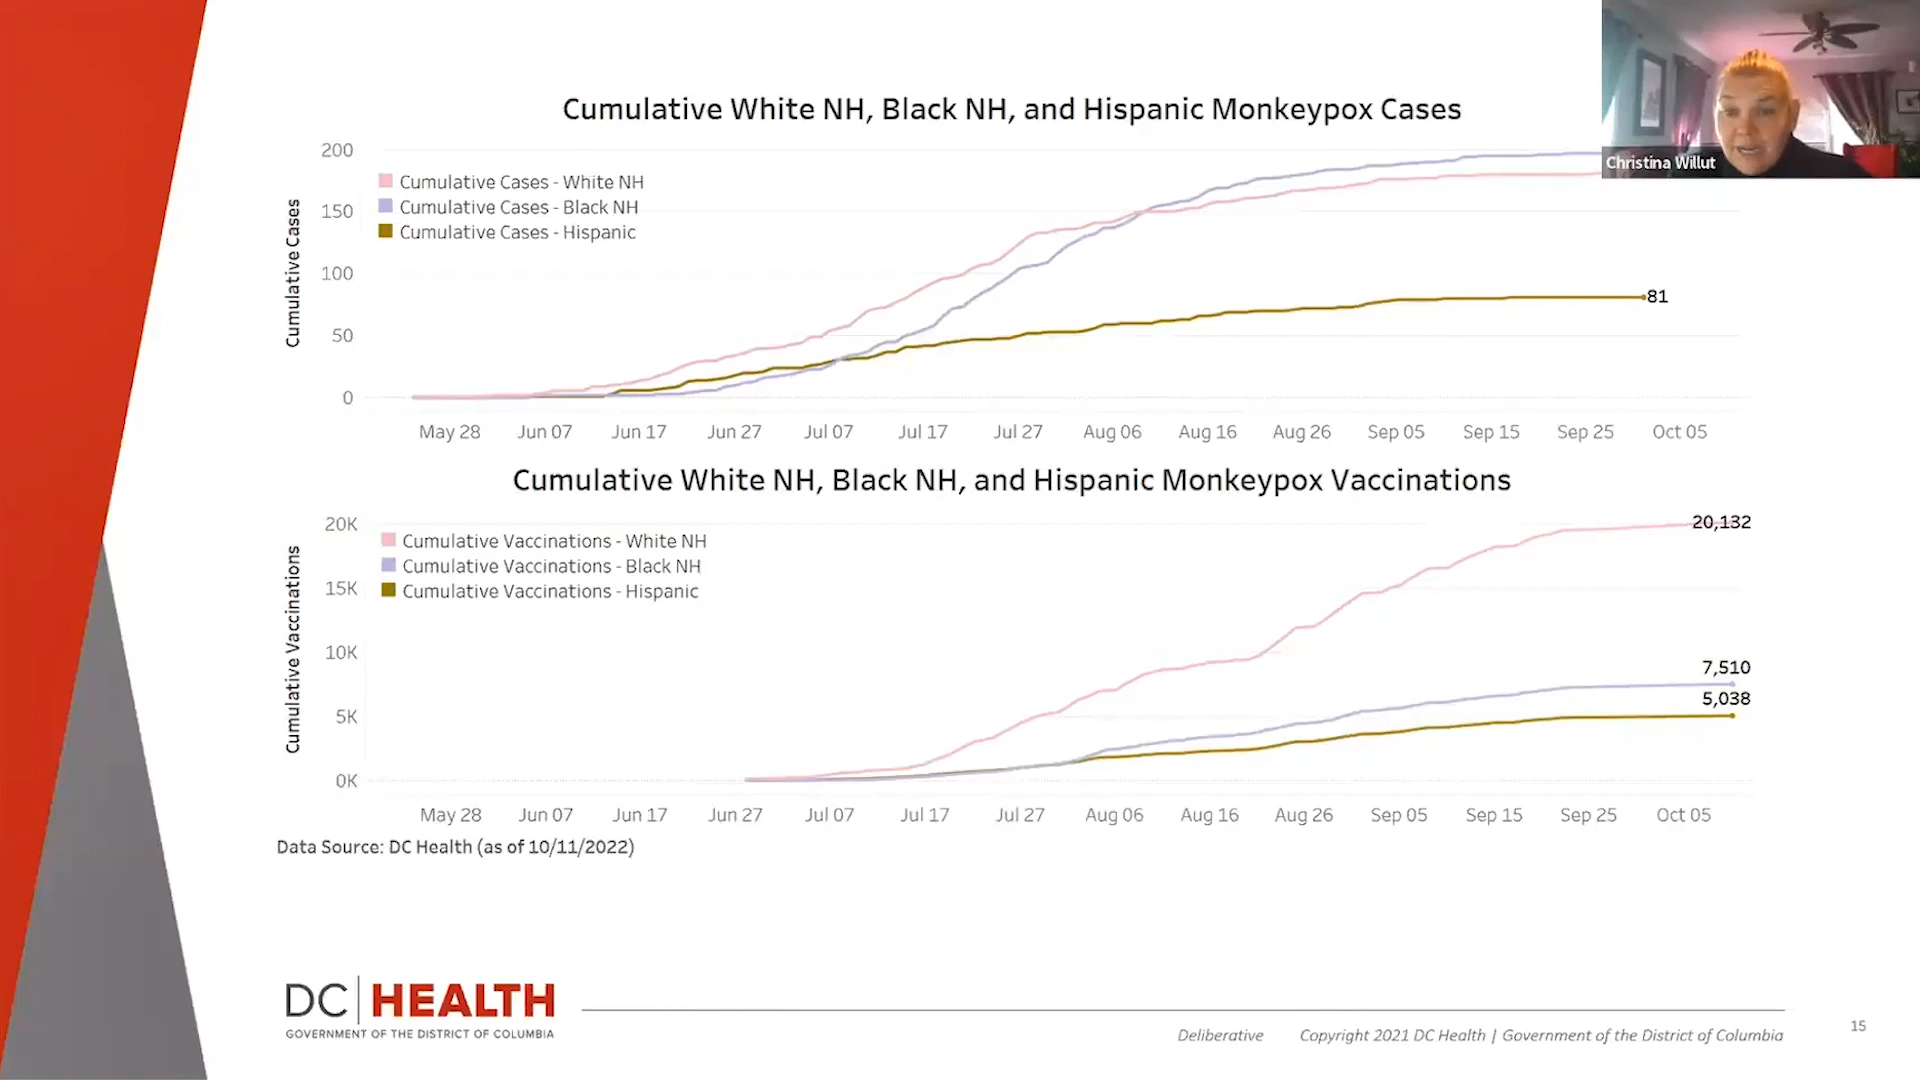 Cumulative White NH, Black NH, and Hispanic Monkeypox Cases
Christina Willut
Cumulative Cases
200
150
100
50
0
Cumulative Cases - White NH
Cumulative Cases - Black NH
Cumulative Cases - Hispanic
81
May 28 Jun 07 Jun 17 Jun 27 Jul 07 Jul 17 Jul 27 Aug 06 Aug 16 Aug 26 Sep 05 Sep 15 Sep 25 Oct 05
Cumulative White NH, Black NH, and Hispanic Monkeypox Vaccinations
Cumulative Vaccinations
20K
15K
10K
5K
0K
Cumulative Vaccinations - White NH
Cumulative Vaccinations - Black NH
Cumulative Vaccinations - Hispanic
20,132
7,510
5,038
May 28 Jun 07 Jun 17 Jun 27 Jul 07 Jul 17 Jul 27 Aug 06 Aug 16 Aug 26 Sep 05 Sep 15 Sep 25 Oct 05
Data Source: DC Health (as of 10/11/2022)
DC HEALTH
GOVERNMENT OF THE DISTRICT OF COLUMBIA
Deliberative Copyright 2021 DC Health | Government of the District of Columbia
15